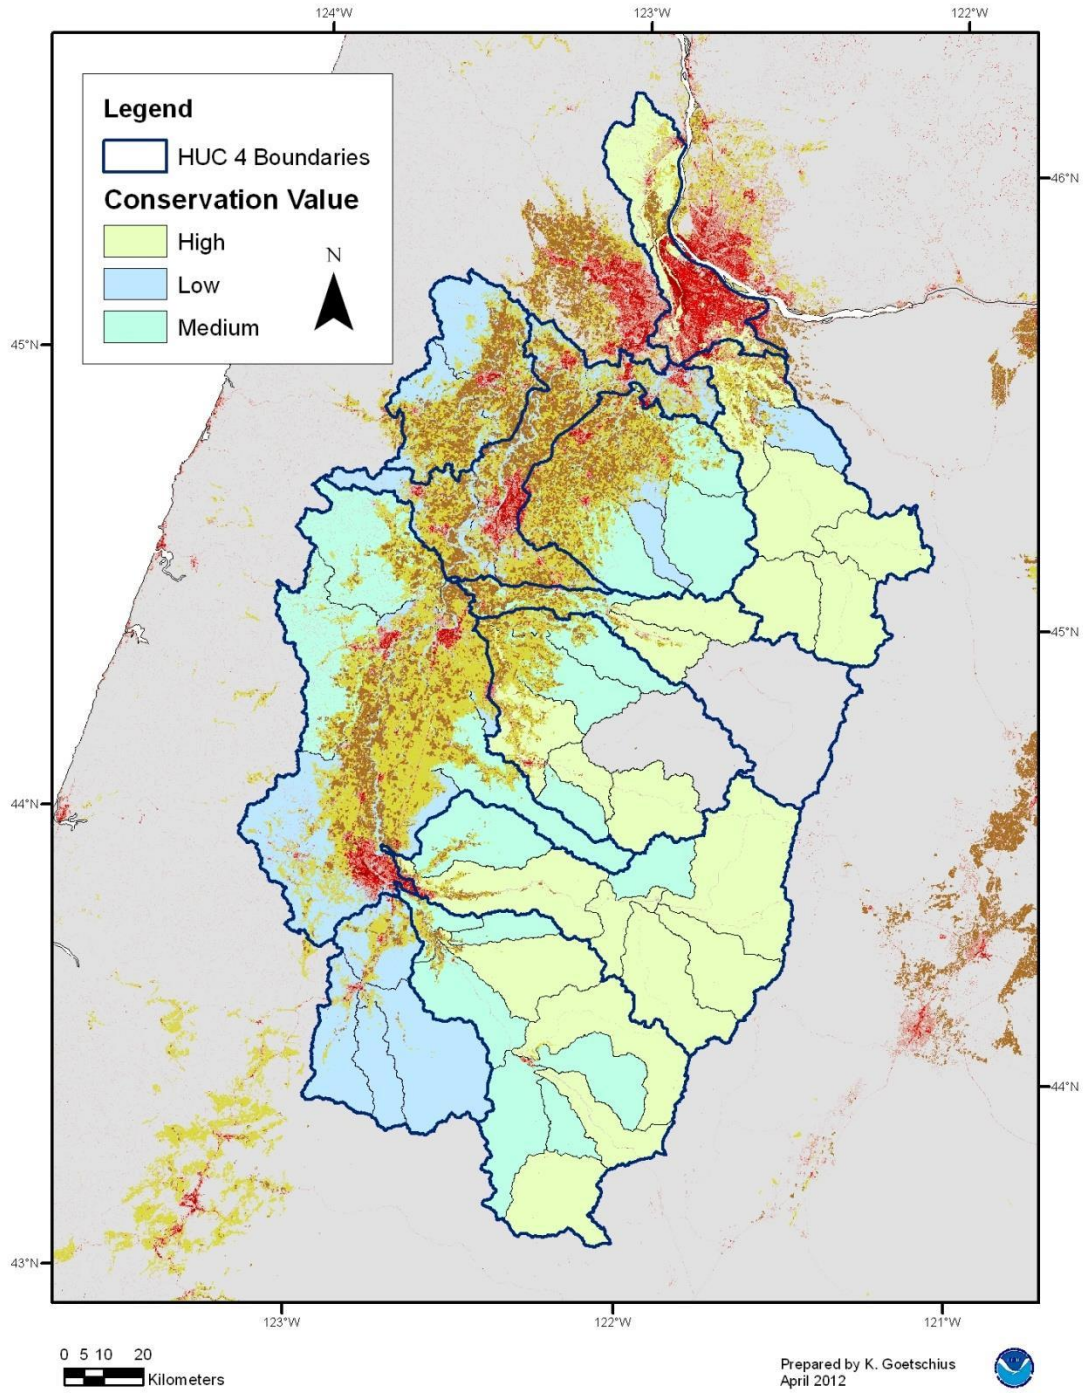 124°W 123°W 122°W
Legend
HUC 4 Boundaries
Conservation Value
High
Low
Medium
N
46°N
45°N
45°N
44°N
44°N
43°N
123°W 122°W 121°W
0 5 10 20
Kilometers
Prepared by K. Goetschius
April 2012